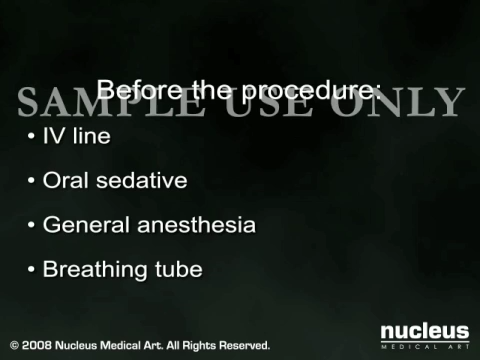 Before the procedure:
SAMPLE USE ONLY
• IV line
• Oral sedative
• General anesthesia
• Breathing tube
nucleus
MEDICAL ART
© 2008 Nucleus Medical Art. All Rights Reserved.